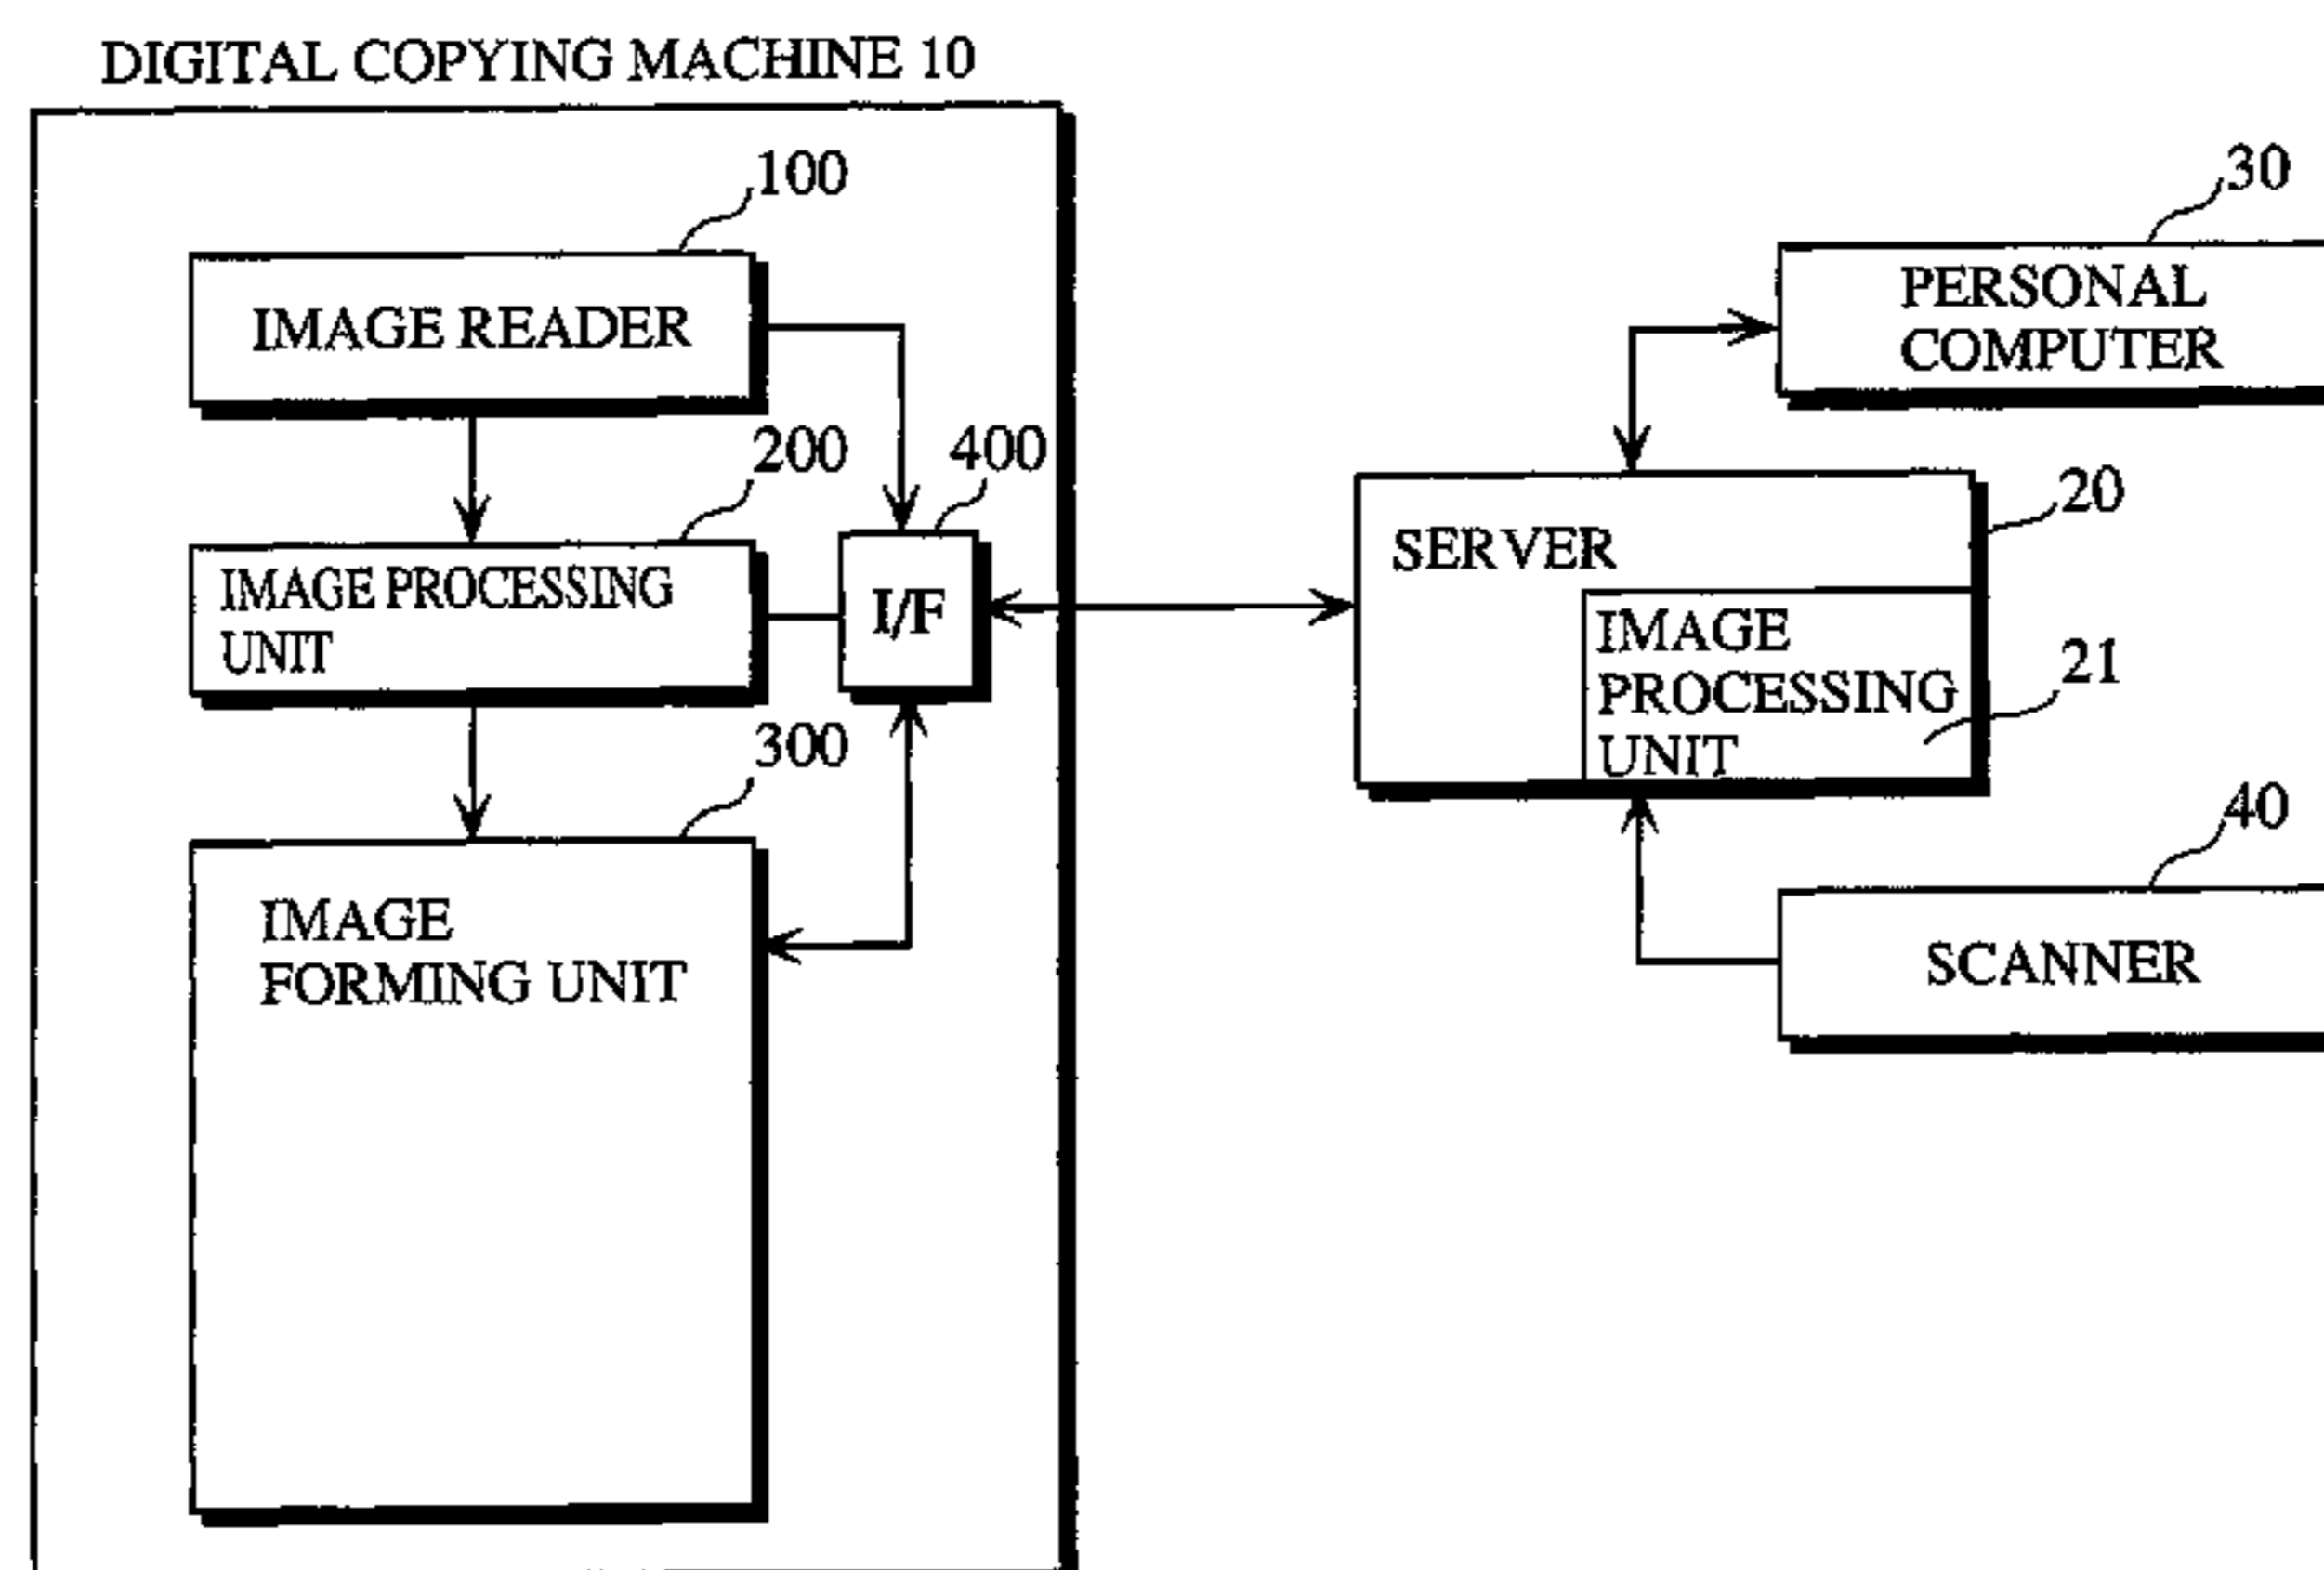 DIGITAL COPYING MACHINE 10
100
IMAGE READER
200
400
IMAGE PROCESSING
UNIT
I/F
300
IMAGE
FORMING UNIT
30
PERSONAL
COMPUTER
20
SERVER
IMAGE
PROCESSING
UNIT
21
40
SCANNER